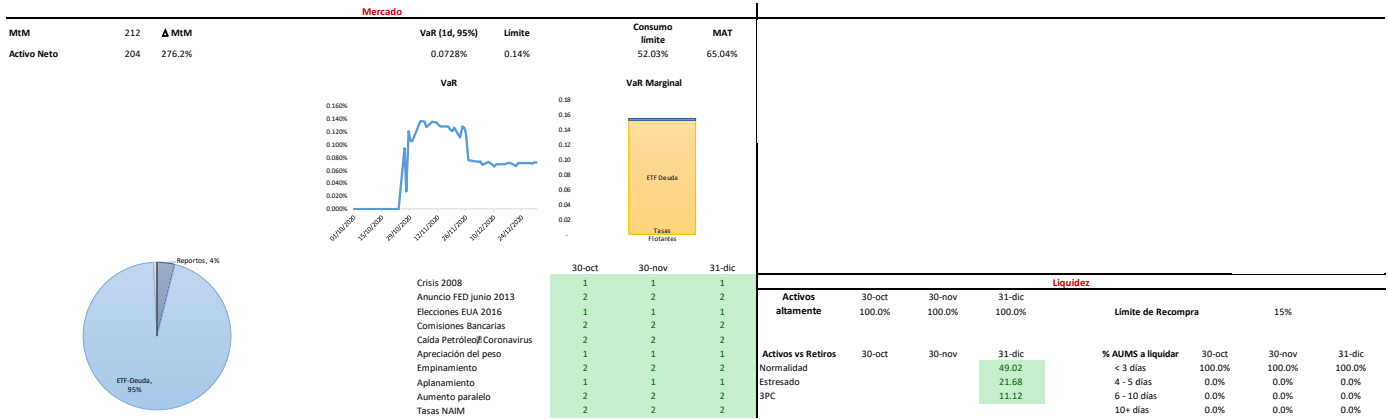 Mercado
MtM 212 Δ MtM VaR (1d, 95%) Límite Consumo límite MAT
Activo Neto 204 276.2% 0.0728% 0.14% 52.03% 65.04%
VaR
0.160%
0.140%
0.120%
0.100%
0.080%
0.060%
0.040%
0.020%
0.000%
01/10/2020 15/10/2020 29/10/2020 12/11/2020 26/11/2020 10/12/2020 24/12/2020
VaR Marginal
0.18
0.16
0.14
0.12
0.10
0.08
0.06
0.04
0.02
-
ETF Deuda
Tasas
Flotantes
Reportos, 4%
ETF-Deuda,
95%
30-oct 30-nov 31-dic
Crisis 2008 1 1 1
Anuncio FED junio 2013 2 2 2
Elecciones EUA 2016 1 1 1
Comisiones Bancarias 2 2 2
Caída Petróleo/ Coronavirus 2 2 2
Apreciación del peso 1 1 1
Empinamiento 2 2 2
Aplanamiento 1 1 1
Aumento paralelo 2 2 2
Tasas NAIM 2 2 2
Liquidez
Activos 30-oct 30-nov 31-dic
altamente 100.0% 100.0% 100.0% Límite de Recompra 15%
Activos vs Retiros 30-oct 30-nov 31-dic
Normalidad 49.02
Estresado 21.68
3PC 11.12
% AUMS a liquidar 30-oct 30-nov 31-dic
< 3 días 100.0% 100.0% 100.0%
4 - 5 días 0.0% 0.0% 0.0%
6 - 10 días 0.0% 0.0% 0.0%
10+ días 0.0% 0.0% 0.0%